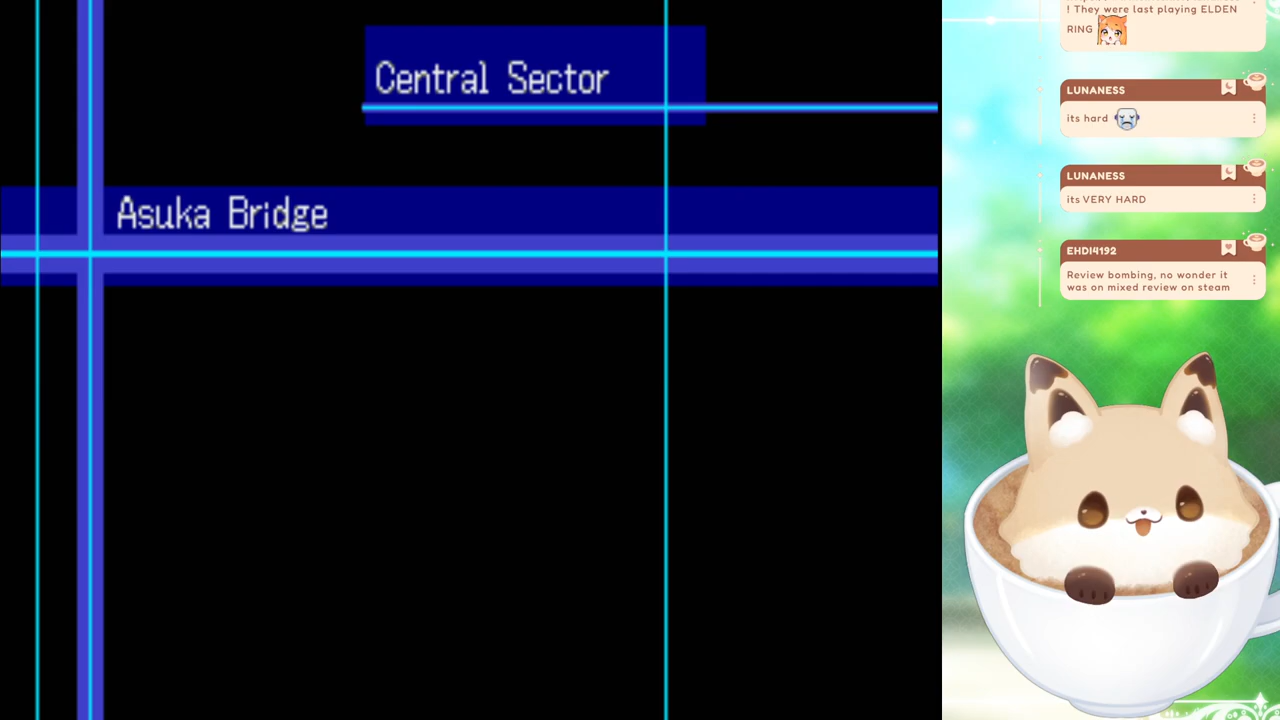 Central Sector
Asuka Bridge
! They were last playing ELDEN
RING
LUNANESS
its hard
LUNANESS
its VERY HARD
EHDI4192
Review bombing, no wonder it
was on mixed review on steam